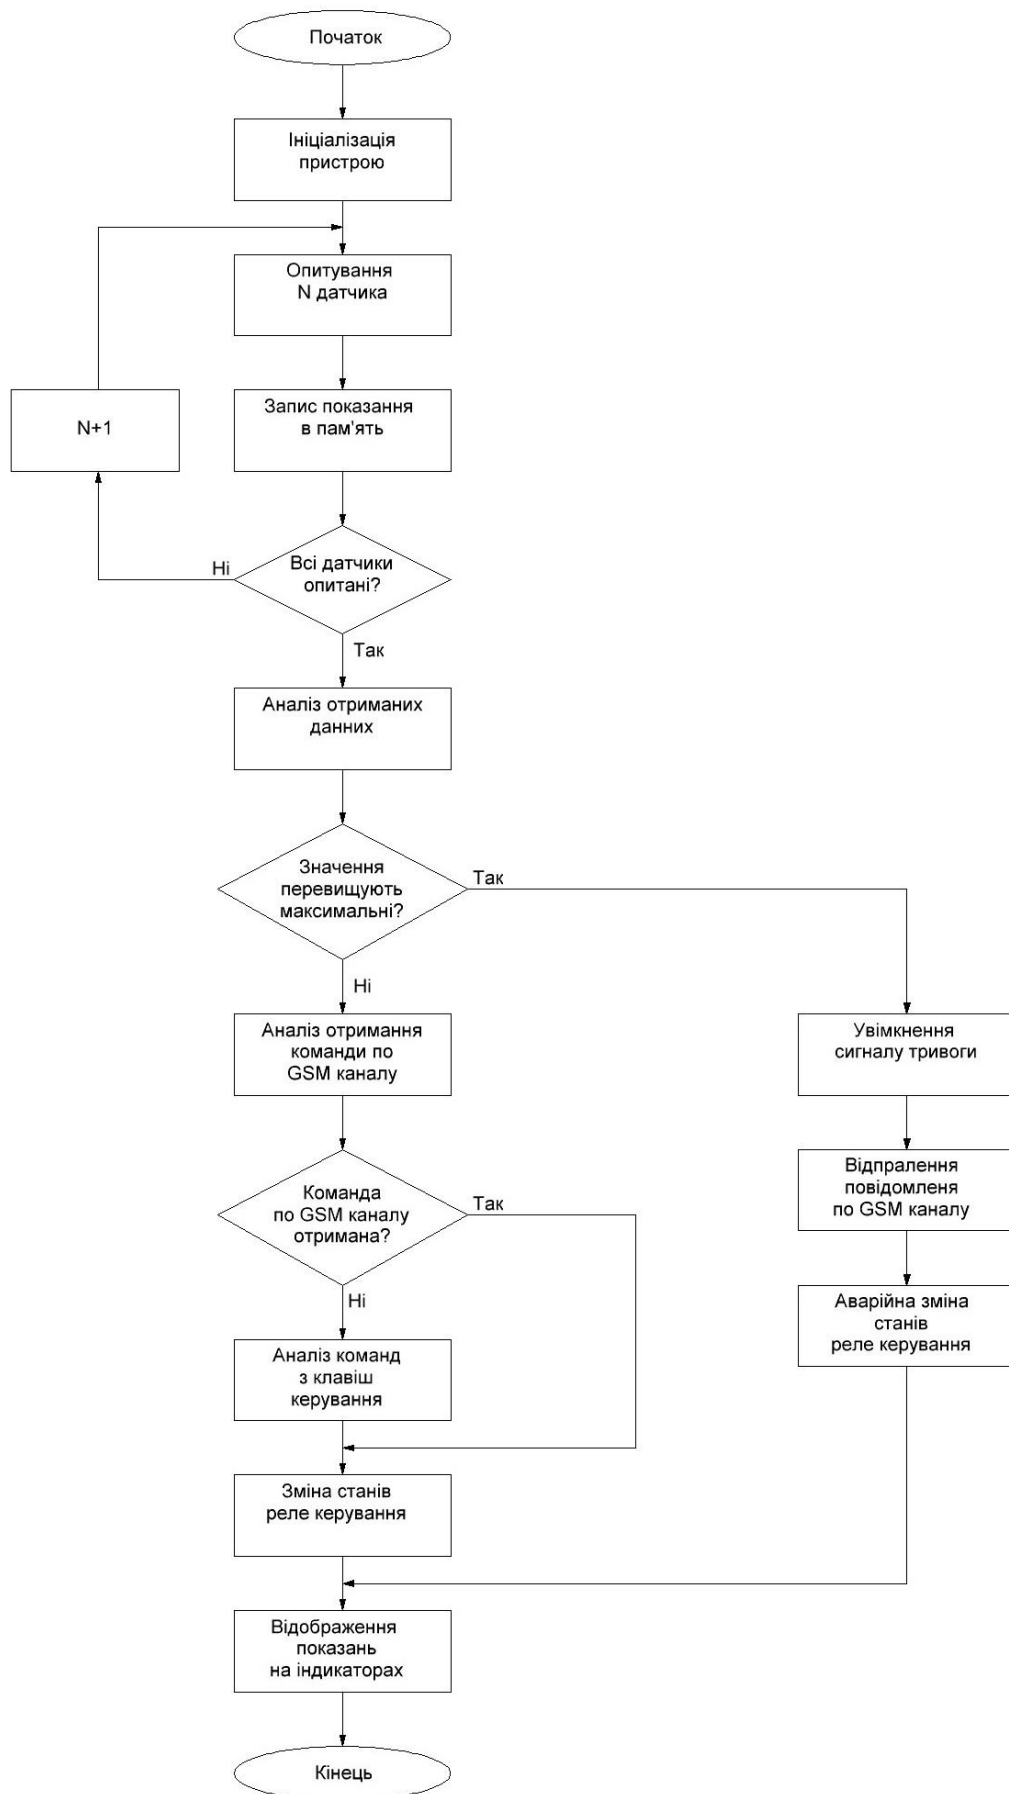 Початок
Ініціалізація
пристрою
Опитування
N датчика
N+1
Запис показання
в пам'ять
Всі датчики
опитані?
Ні
Так
Аналіз отриманих
данних
Значення
перевищують
максимальні?
Так
Ні
Аналіз отримання
команди по
GSM каналу
Увімкнення
сигналу тривоги
Команда
по GSM каналу
отримана?
Так
Ні
Відпралення
повідомленя
по GSM каналу
Аварійна зміна
станів
реле керування
Аналіз команд
з клавіш
керування
Зміна станів
реле керування
Відображення
показань
на індикаторах
Кінець